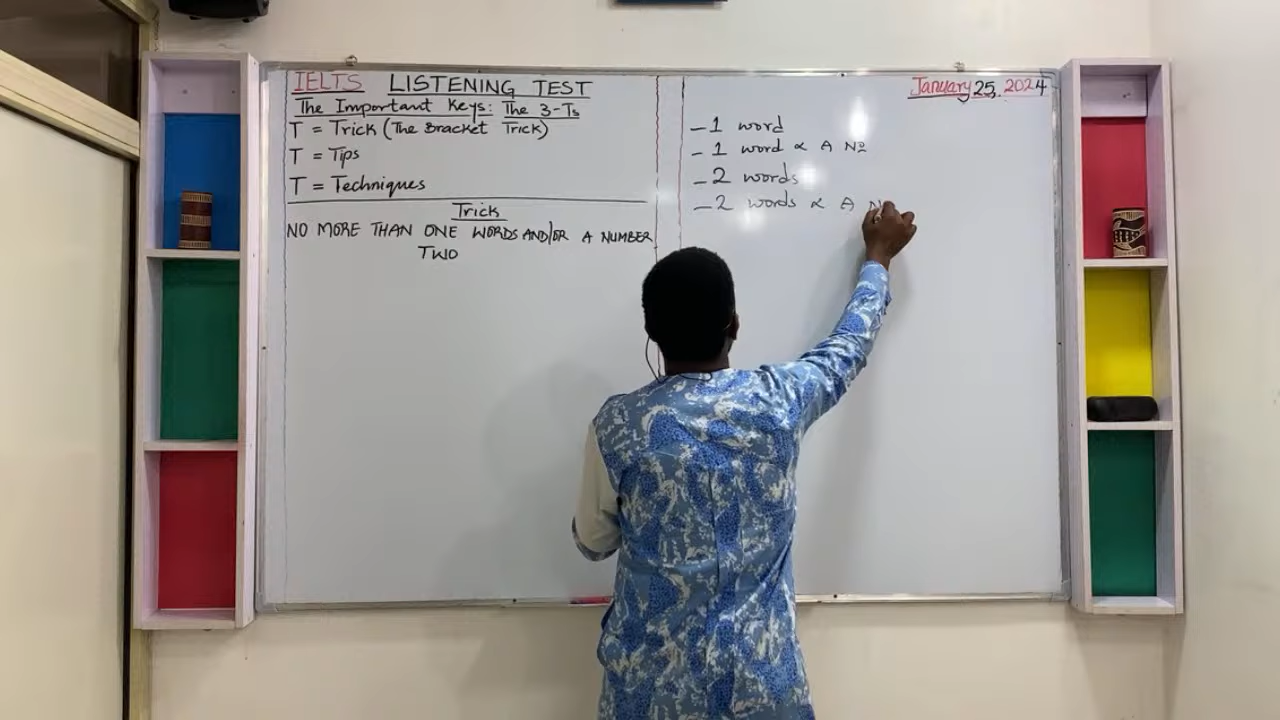 IELTS LISTENING TEST
The Important Keys: The 3-Ts
T = Trick (The Bracket Trick)
T = Tips
T = Techniques
Trick
NO MORE THAN ONE WORDS AND/OR A NUMBER
TWO
January 25, 2024
- 1 word
- 1 word & A No
- 2 words
- 2 words & A N